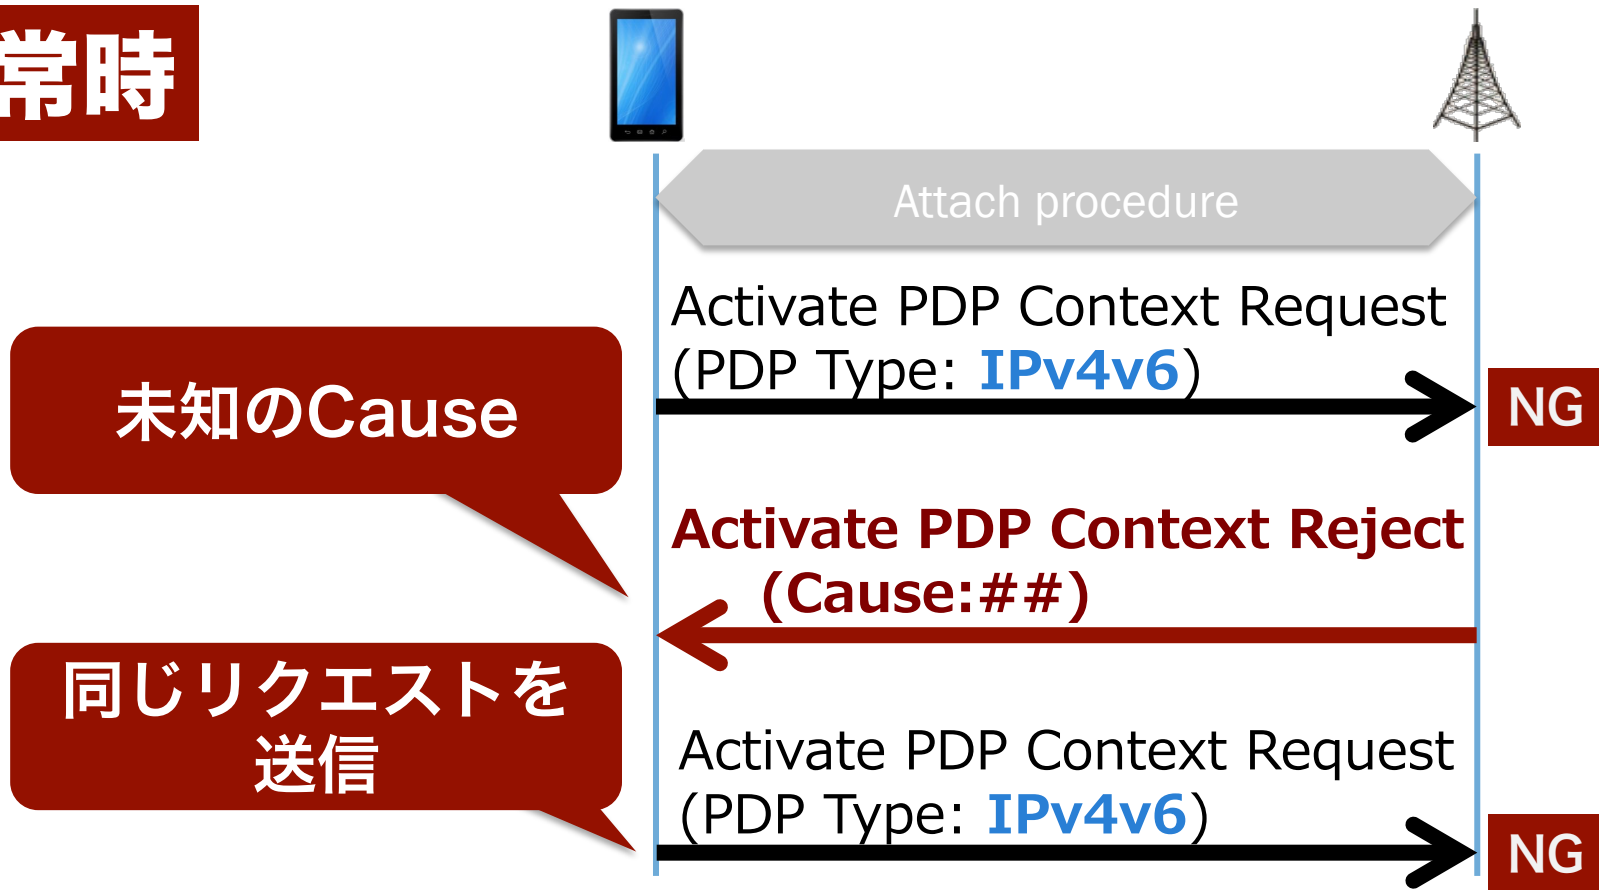 常時
Attach procedure
Activate PDP Context Request
(PDP Type: IPv4v6)
NG
未知のCause
Activate PDP Context Reject
(Cause:##)
同じリクエストを
送信
Activate PDP Context Request
(PDP Type: IPv4v6)
NG